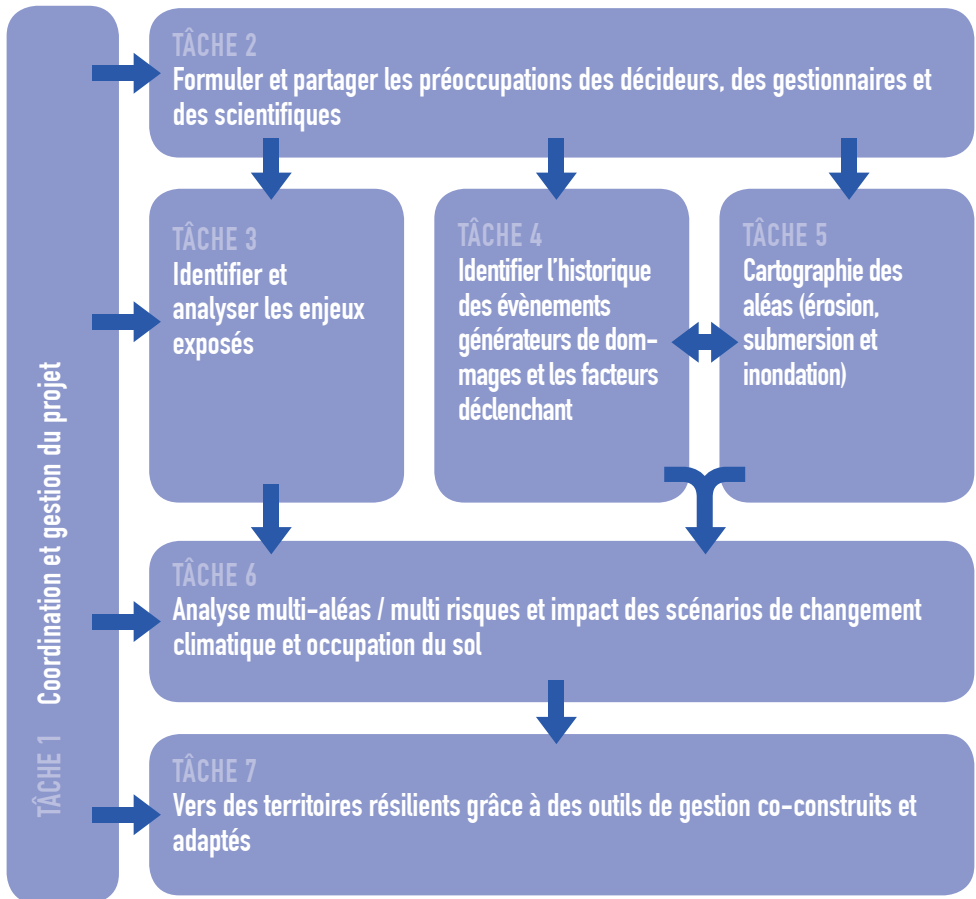 TÂCHE 1 Coordination et gestion du projet
TÂCHE 2
Formuler et partager les préoccupations des décideurs, des gestionnaires et
des scientifiques
TÂCHE 3
Identifier et
analyser les enjeux
exposés
TÂCHE 4
Identifier l'historique
des évènements
générateurs de dom-
mages et les facteurs
déclenchant
TÂCHE 5
Cartographie des
aléas (érosion,
submersion et
inondation)
TÂCHE 6
Analyse multi-aléas / multi risques et impact des scénarios de changement
climatique et occupation du sol
TÂCHE 7
Vers des territoires résilients grâce à des outils de gestion co-construits et
adaptés